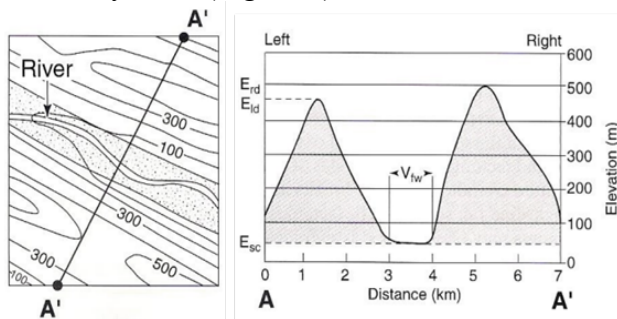 A'
River
300
100
300
300
100
500
A'
Left
Right
E_rd
E_ld
E_sc
V_fw
600
500
400
300
200
100
0
Elevation (m)
0 1 2 3 4 5 6 7
A
Distance (km)
A'